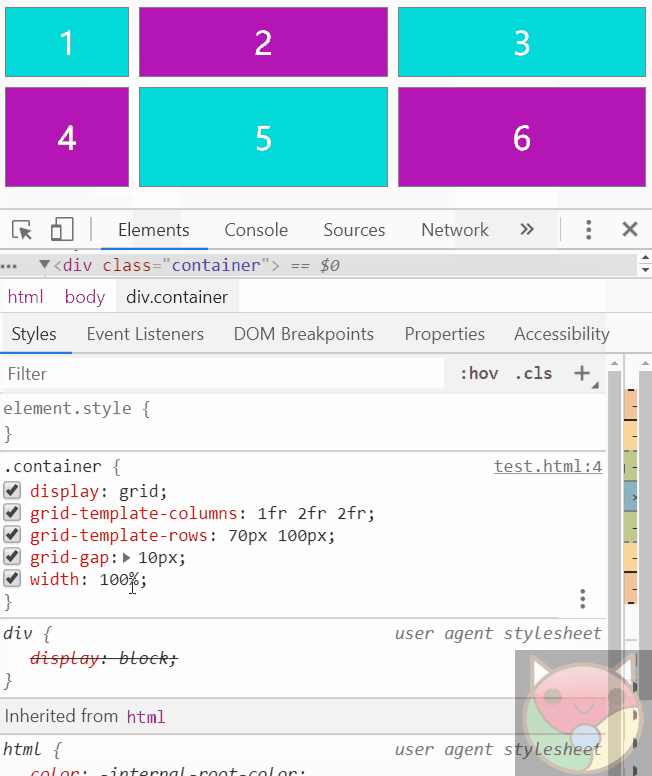 1 2 3
4 5 6
Elements Console Sources Network »
… ▼<div class="container"> == $0
html body div.container
Styles Event Listeners DOM Breakpoints Properties Accessibility
Filter :hov .cls +
element.style {
}
.container { test.html:4
display: grid;
grid-template-columns: 1fr 2fr 2fr;
grid-template-rows: 70px 100px;
grid-gap: ▶ 10px;
width: 100%;
}
div { user agent stylesheet
display: block;
}
Inherited from html
html { user agent stylesheet
color: -internal-root-color;